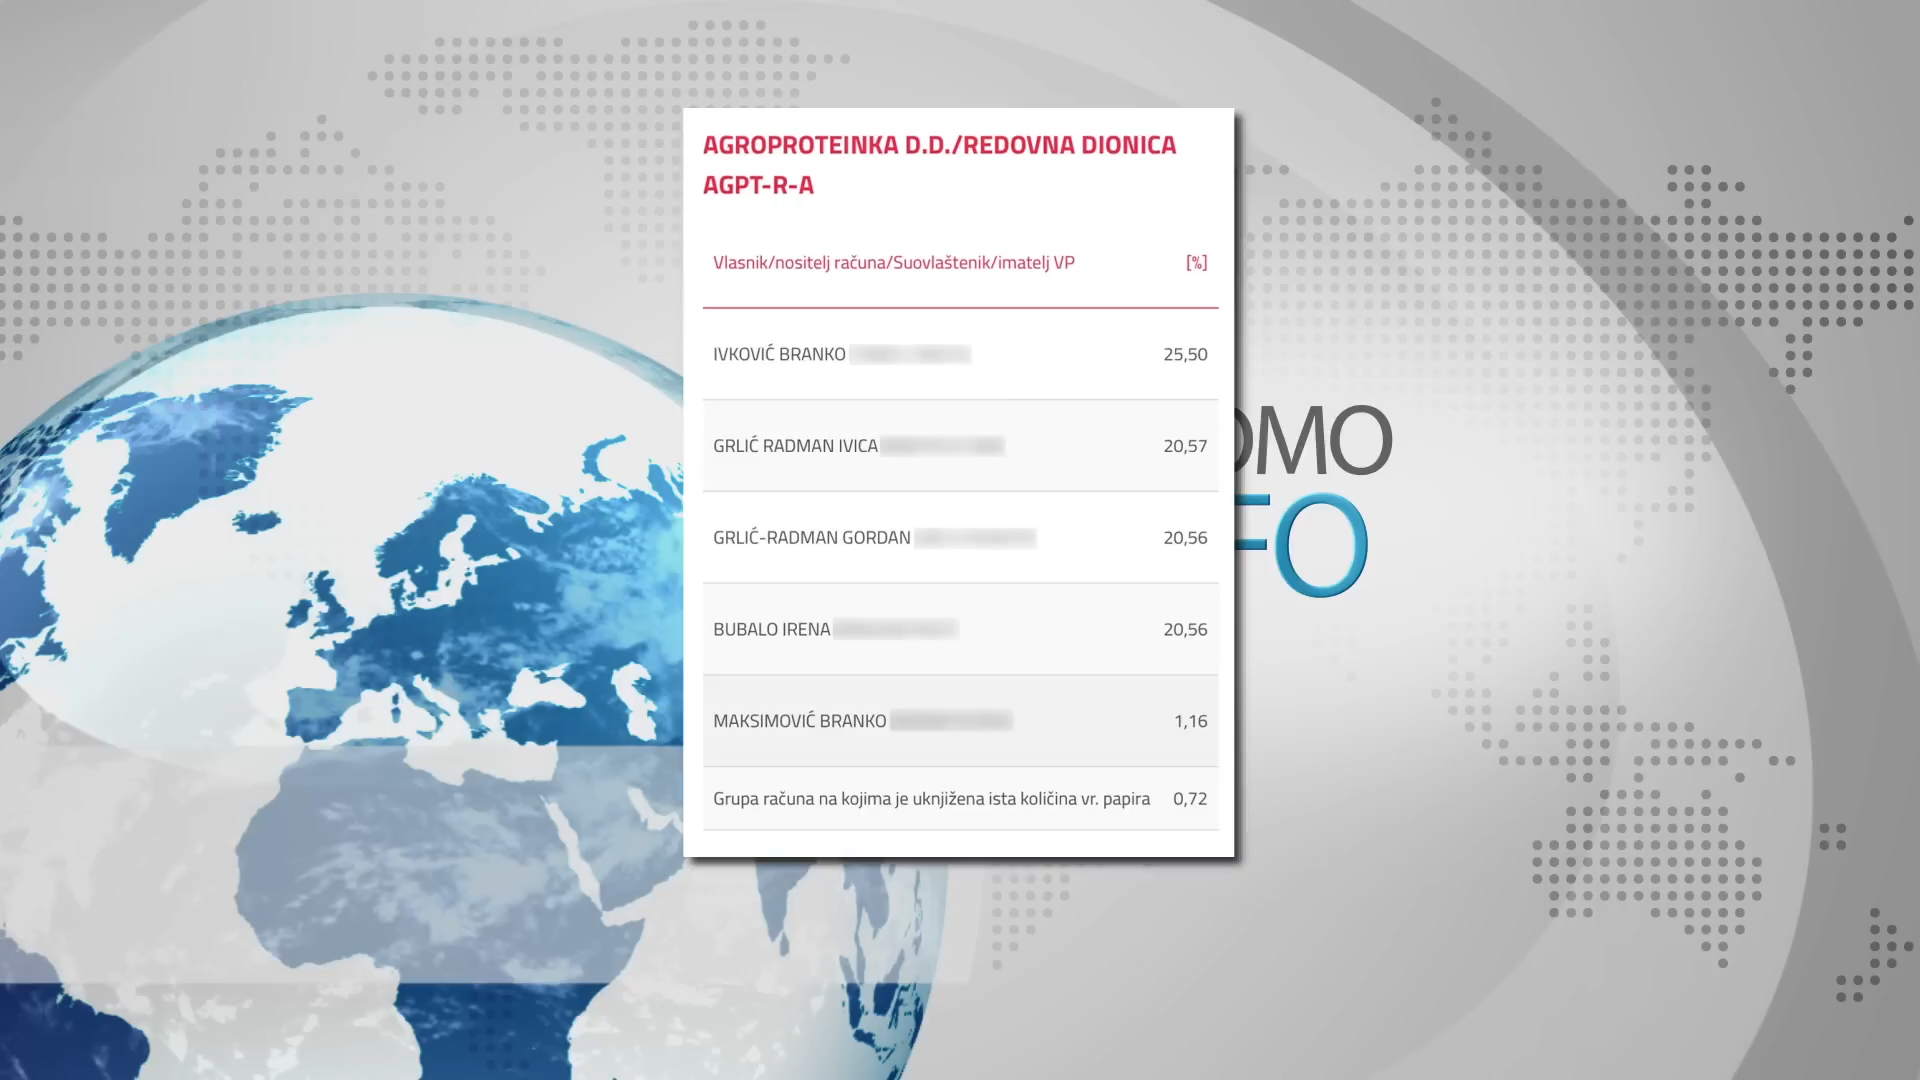 AGROPROTEINKA D.D./REDOVNA DIONICA
AGPT-R-A
Vlasnik/nositelj računa/Suovlaštenik/imatelj VP [%]
IVKOVIĆ BRANKO 25,50
GRLIĆ RADMAN IVICA 20,57
GRLIĆ-RADMAN GORDAN 20,56
BUBALO IRENA 20,56
MAKSIMOVIĆ BRANKO 1,16
Grupa računa na kojima je uknjižena ista količina vr. papira 0,72
OMO
FO